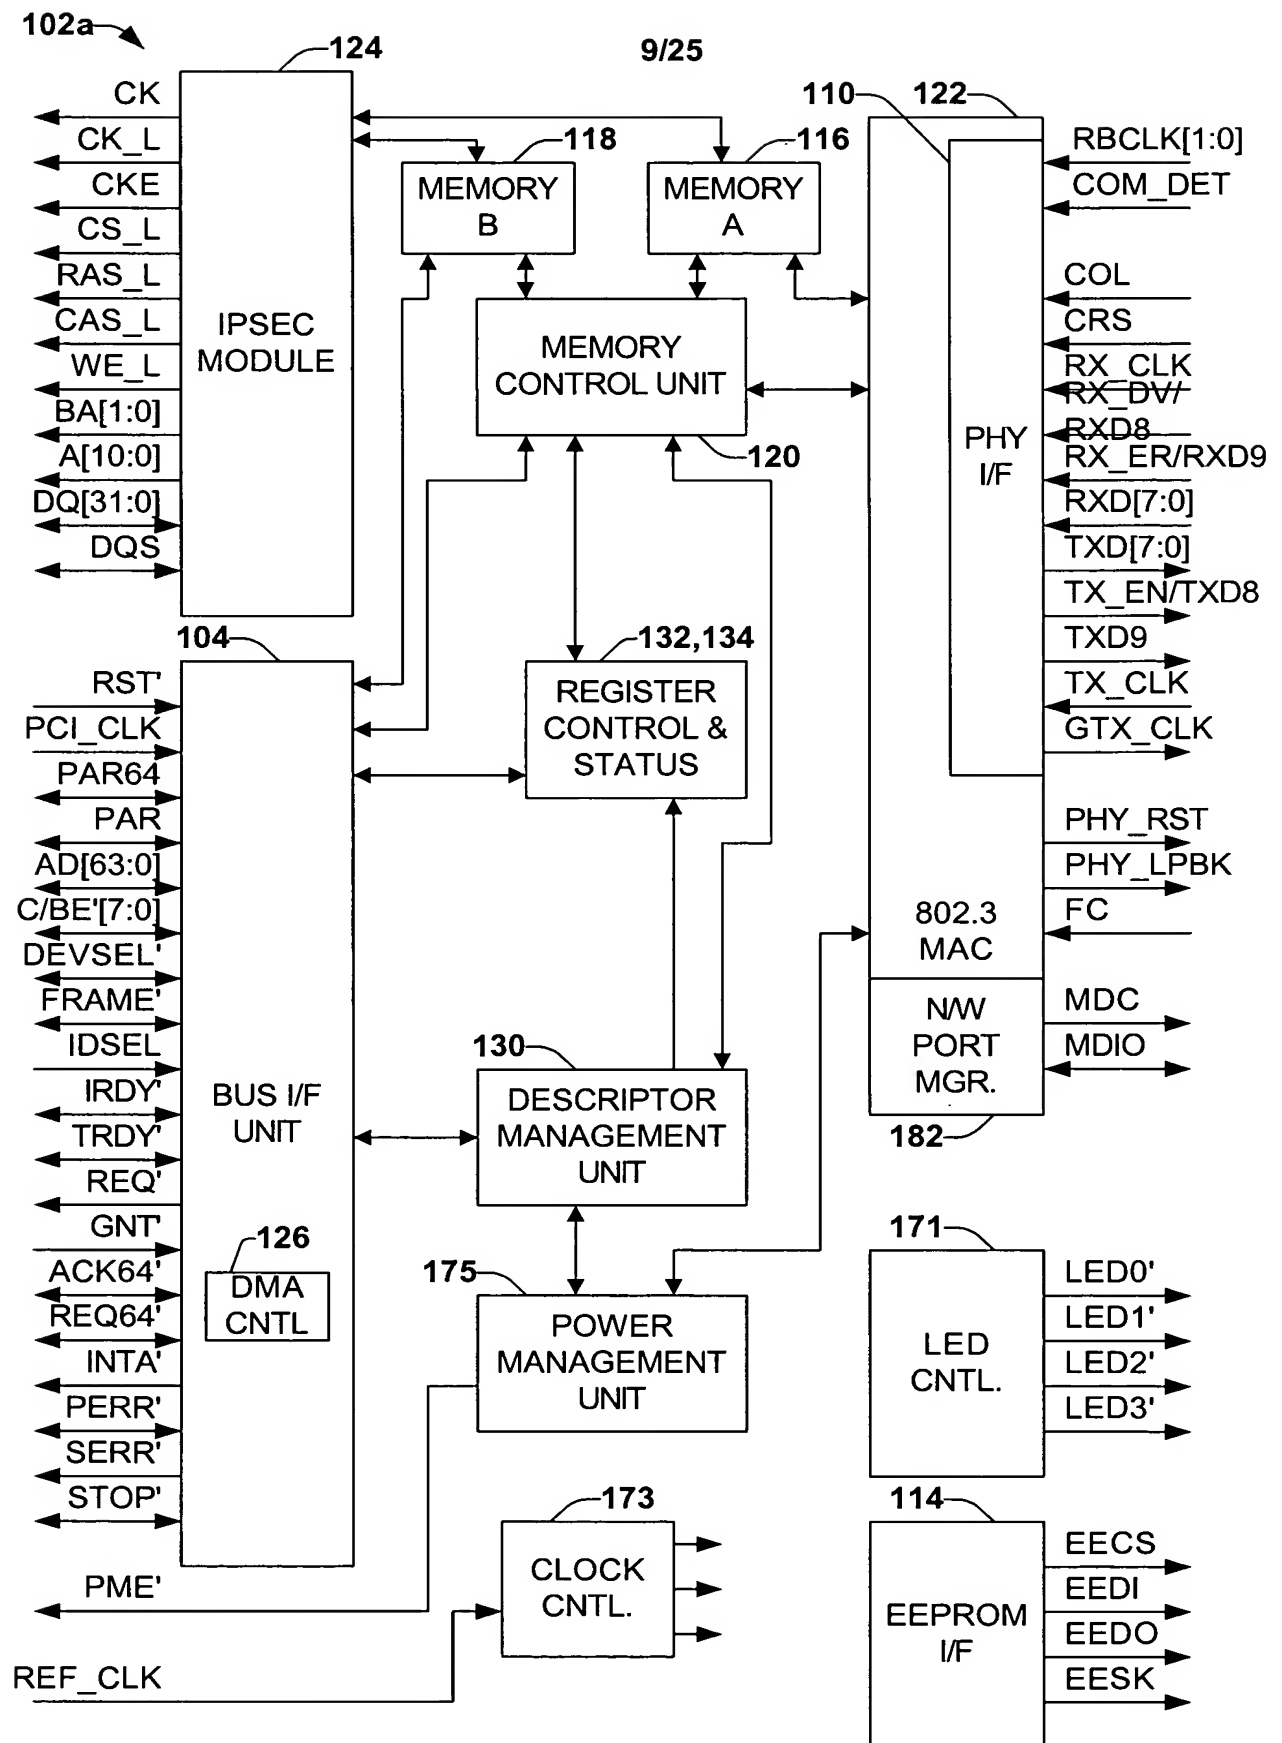 102a
9/25
124
CK
CK_L
CKE
CS_L
RAS_L
CAS_L
WE_L
BA[1:0]
A[10:0]
DQ[31:0]
DQS
IPSEC
MODULE
118
MEMORY
B
116
MEMORY
A
MEMORY
CONTROL UNIT
120
110
122
PHY
I/F
RBCLK[1:0]
COM_DET
COL
CRS
RX_CLK
RX_DV/
RXD8
RX_ER/RXD9
RXD[7:0]
TXD[7:0]
TX_EN/TXD8
TXD9
TX_CLK
GTX_CLK
PHY_RST
PHY_LPBK
FC
802.3
MAC
N/W
PORT
MGR.
182
MDC
MDIO
104
RST'
PCI_CLK
PAR64
PAR
AD[63:0]
C/BE'[7:0]
DEVSEL'
FRAME'
IDSEL
IRDY'
TRDY'
REQ'
GNT'
ACK64'
REQ64'
INTA'
PERR'
SERR'
STOP'
BUS I/F
UNIT
126
DMA
CNTL
132,134
REGISTER
CONTROL &
STATUS
130
DESCRIPTOR
MANAGEMENT
UNIT
175
POWER
MANAGEMENT
UNIT
171
LED
CNTL.
LED0'
LED1'
LED2'
LED3'
PME'
REF_CLK
173
CLOCK
CNTL.
114
EEPROM
I/F
EECS
EEDI
EEDO
EESK